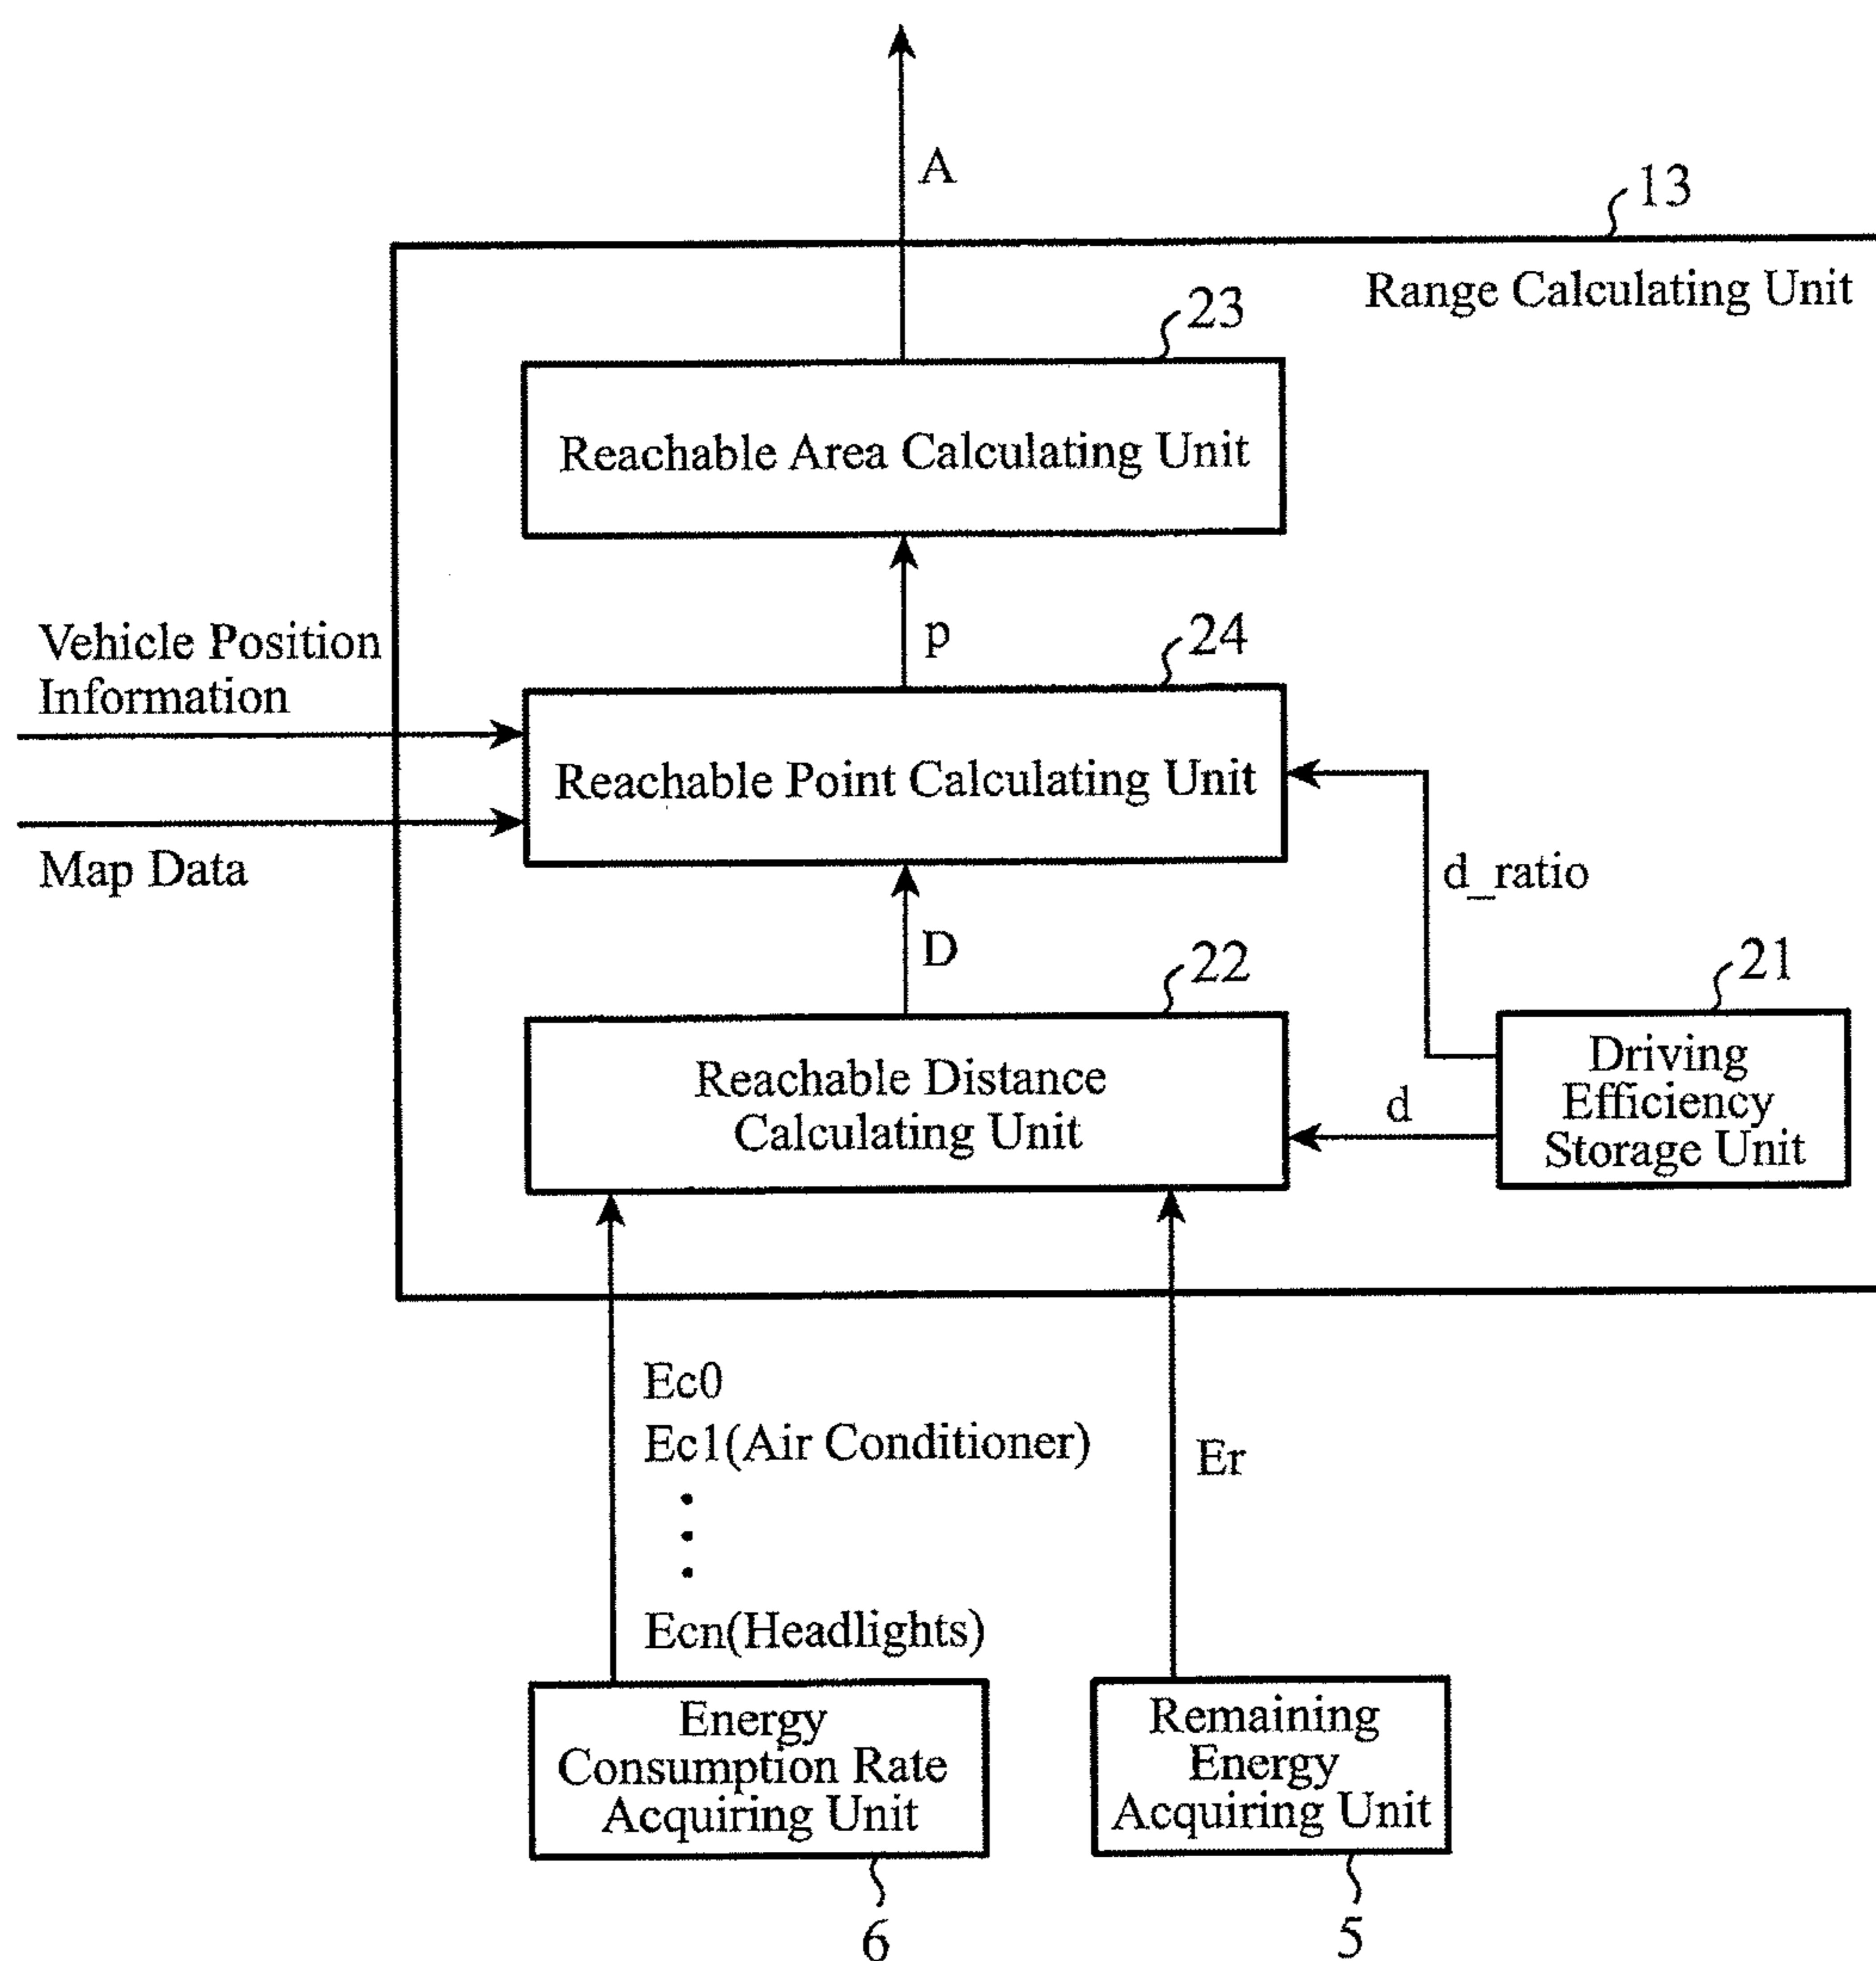 A
13
Range Calculating Unit
23
Reachable Area Calculating Unit
p
24
Vehicle Position
Information
Reachable Point Calculating Unit
Map Data
d_ratio
D
22
21
Reachable Distance
Calculating Unit
d
Driving
Efficiency
Storage Unit
Ec0
Ec1(Air Conditioner)
Er
Ecn(Headlights)
Energy
Consumption Rate
Acquiring Unit
Remaining
Energy
Acquiring Unit
6
5